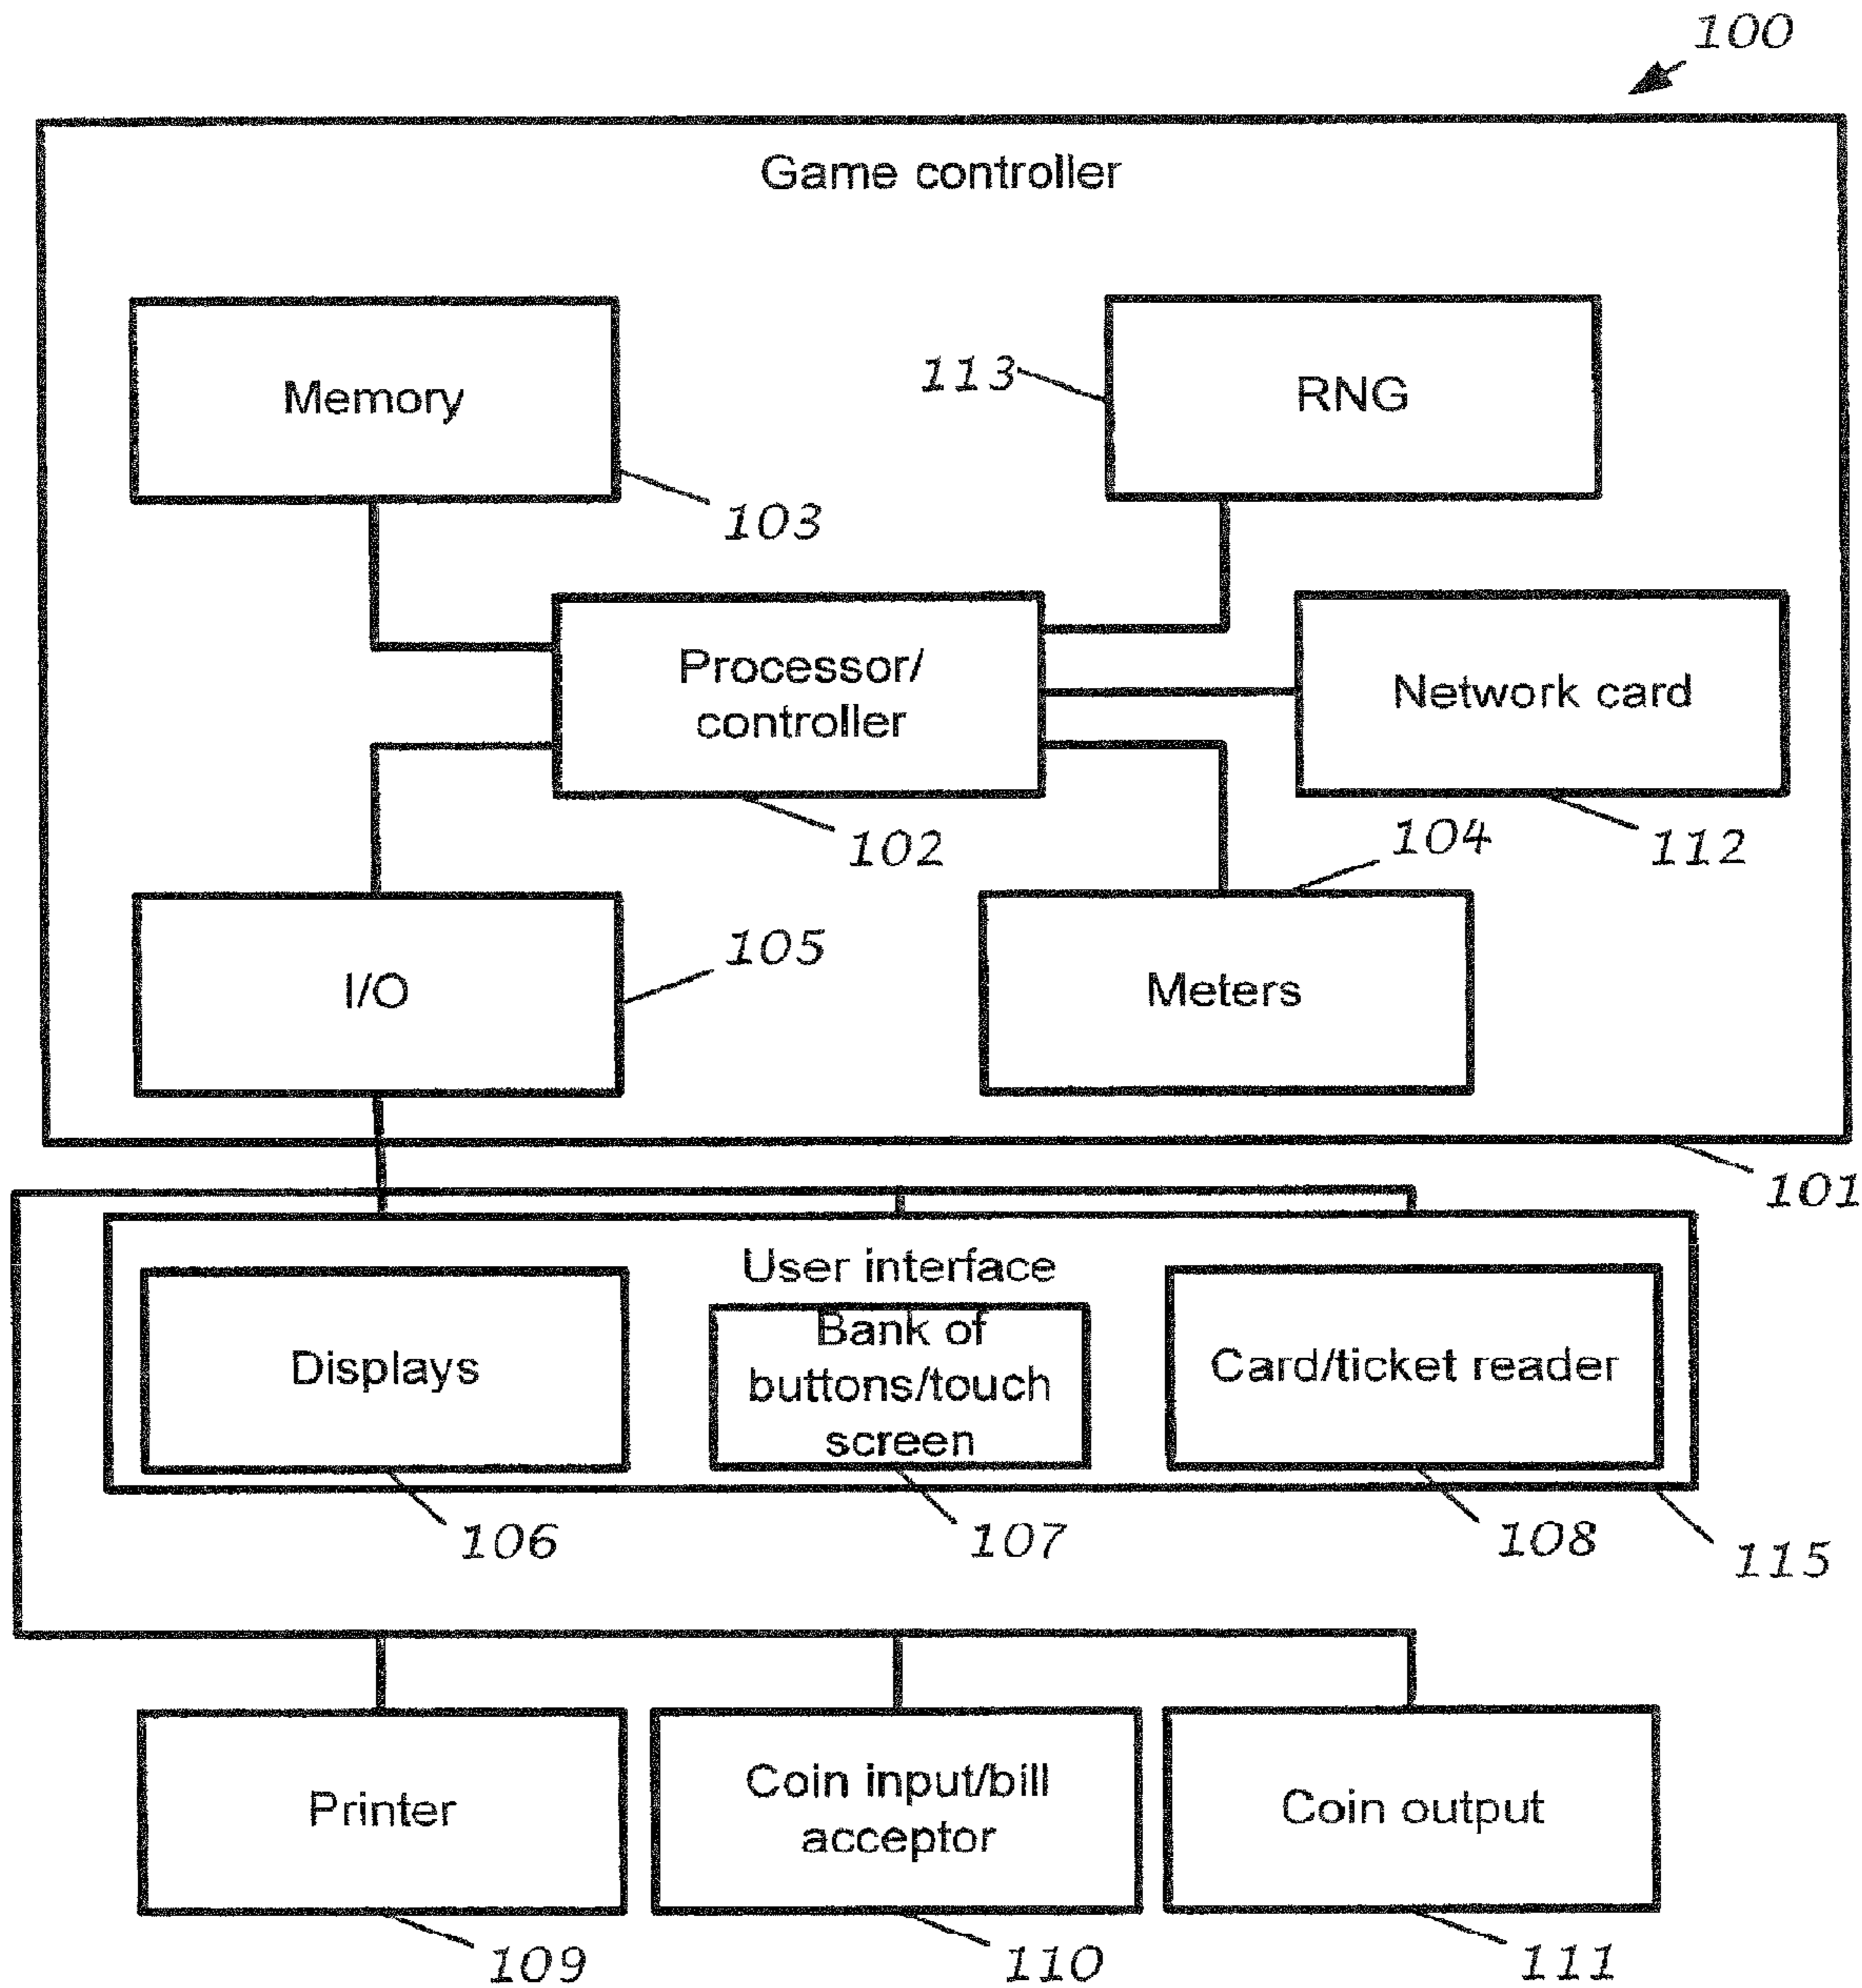 100
Game controller
Memory
113
RNG
103
Processor/
controller
Network card
102
104
112
105
I/O
Meters
101
User interface
Displays
Bank of
buttons/touch
screen
Card/ticket reader
106
107
108
115
Printer
Coin input/bill
acceptor
Coin output
109
110
111